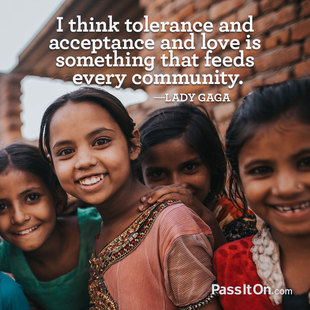 I think tolerance and
acceptance and love is
something that feeds
every community.
—LADY GAGA
PassItOn.com®